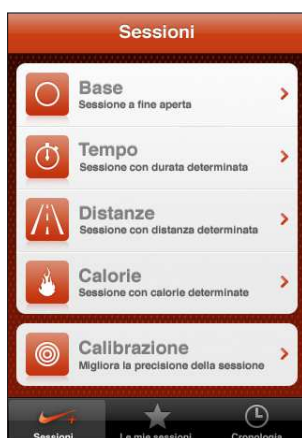 Sessioni
Base
Sessione a fine aperta
Tempo
Sessione con durata determinata
Distanze
Sessione con distanza determinata
Calorie
Sessione con calorie determinate
Calibrazione
Migliora la precisione della sessione
Sessioni
Le mie sessioni
Cronologia